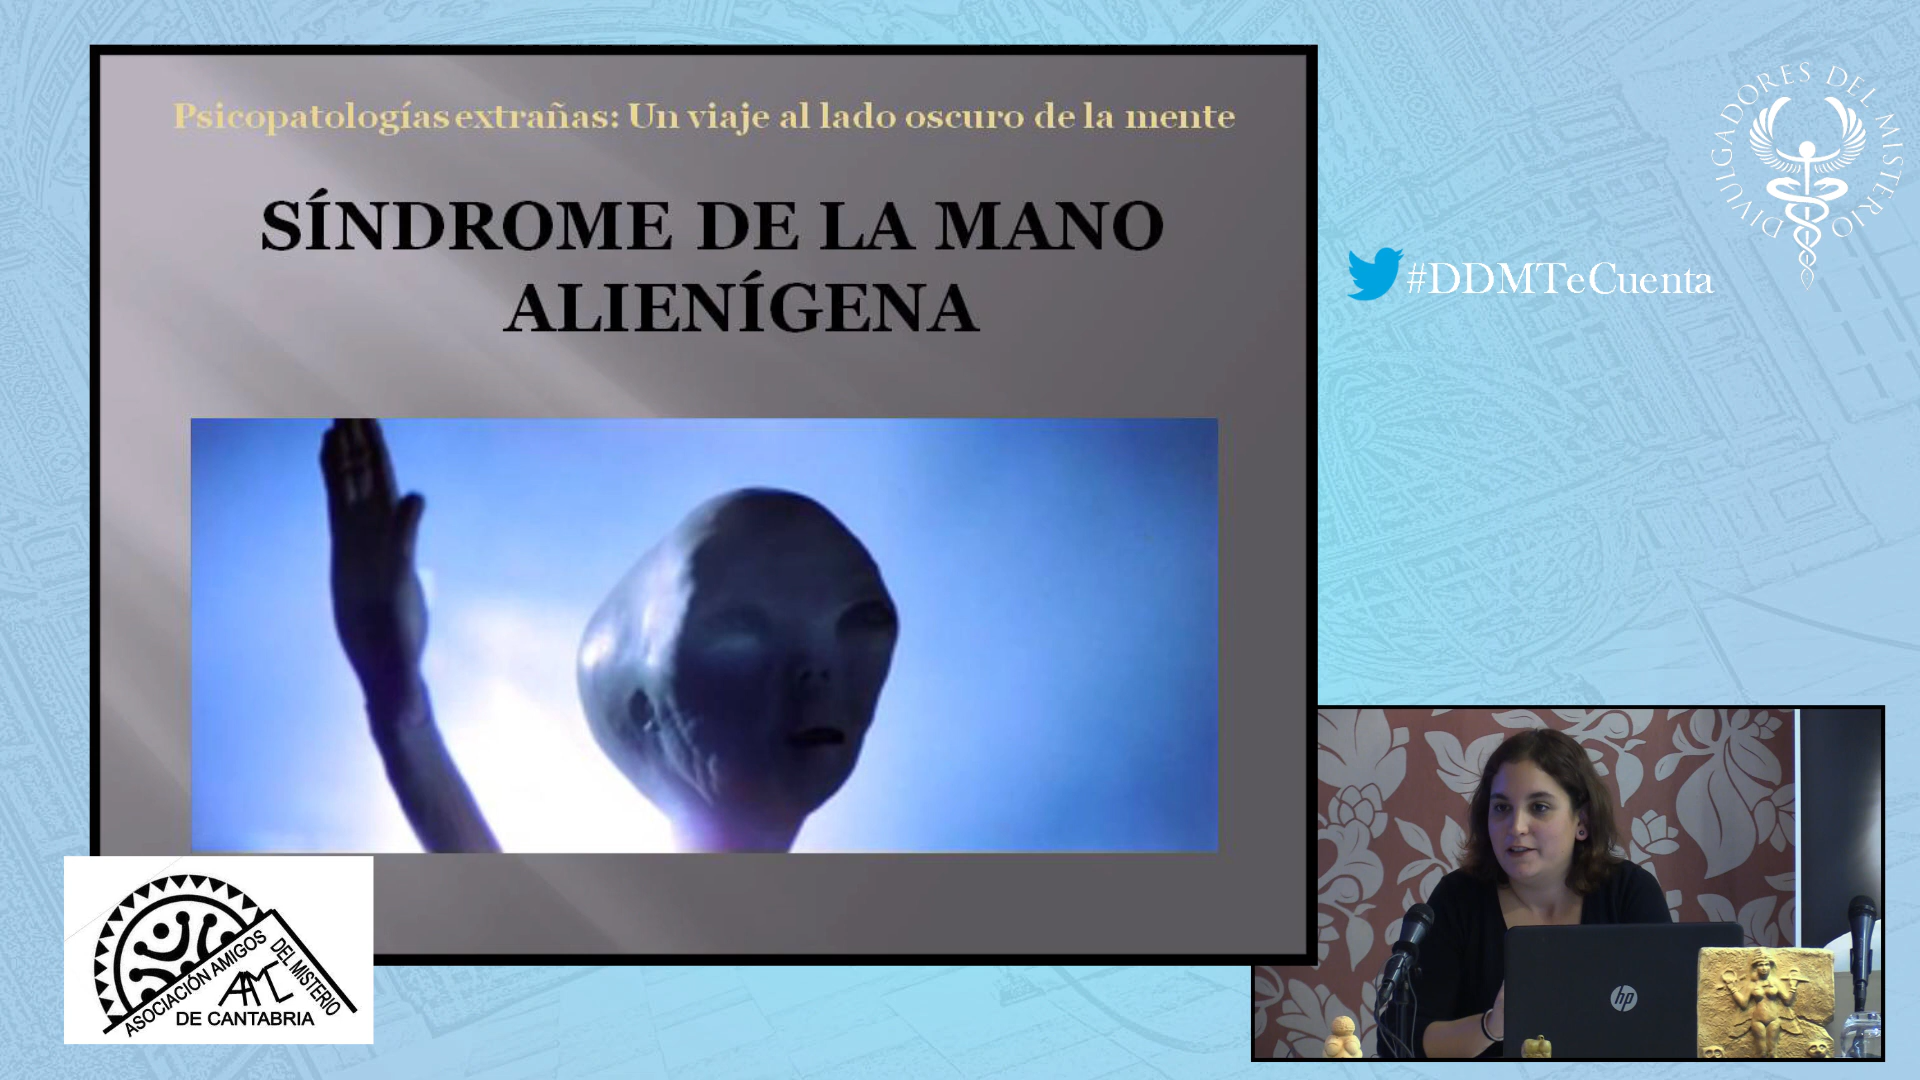 Psicopatologías extrañas: Un viaje al lado oscuro de la mente
SÍNDROME DE LA MANO
ALIENÍGENA
DIVULGADORES DEL MISTERIO
#DDMTeCuenta
ASOCIACIÓN AMIGOS DEL MISTERIO
AMC
DE CANTABRIA
hp